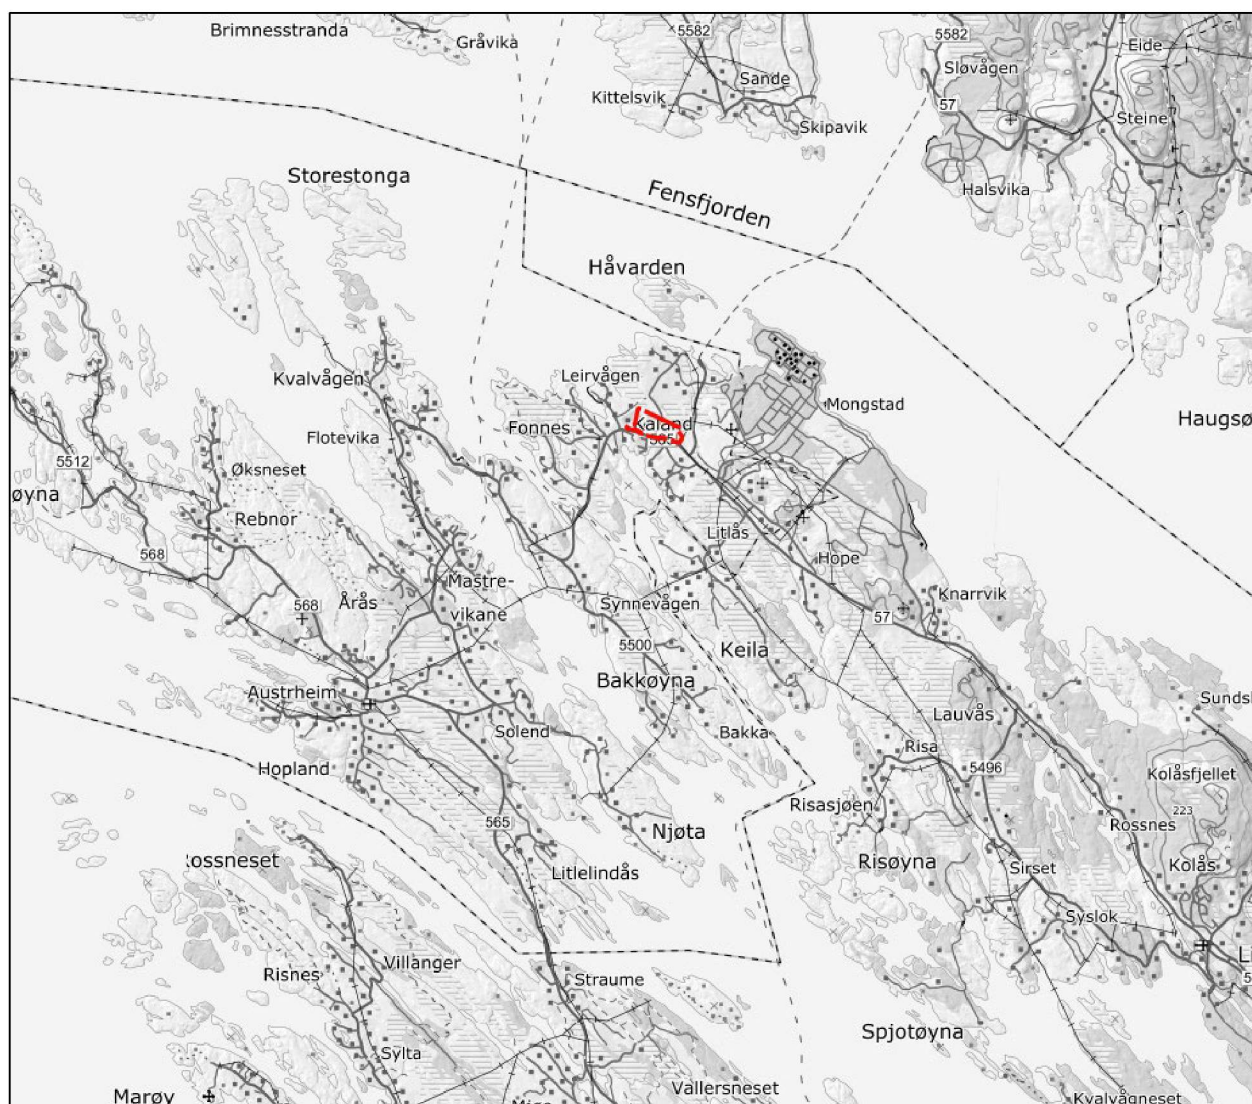 Brimnesstranda
Gråvika
5582
Sande
Kittelsvik
Skipavik
5582
Eide
Sløvågen
57
Steine
Halsvika
Storestonga
Fensfjorden
Håvarden
Kvalvågen
Leirvågen
Mongstad
Kaland
565
Fonnes
Flotevika
Haugsø
5512
Øksneset
øyna
Rebnor
568
Litlås
Hope
Mastre-
vikane
568
Årås
Synnevågen
Knarrvik
57
5500
Keila
Bakkøyna
Austrheim
Solend
Bakka
Lauvås
Sunds
Risa
5496
Hopland
Kolåsfjellet
223
Risasjøen
Rossnes
565
Njøta
Risøyna
Kolås
ossneset
Litlelindås
Sirset
Syslok
Villanger
Risnes
Straume
Spjotøyna
Sylta
Vallersneset
Marøy
Kvalvågneset